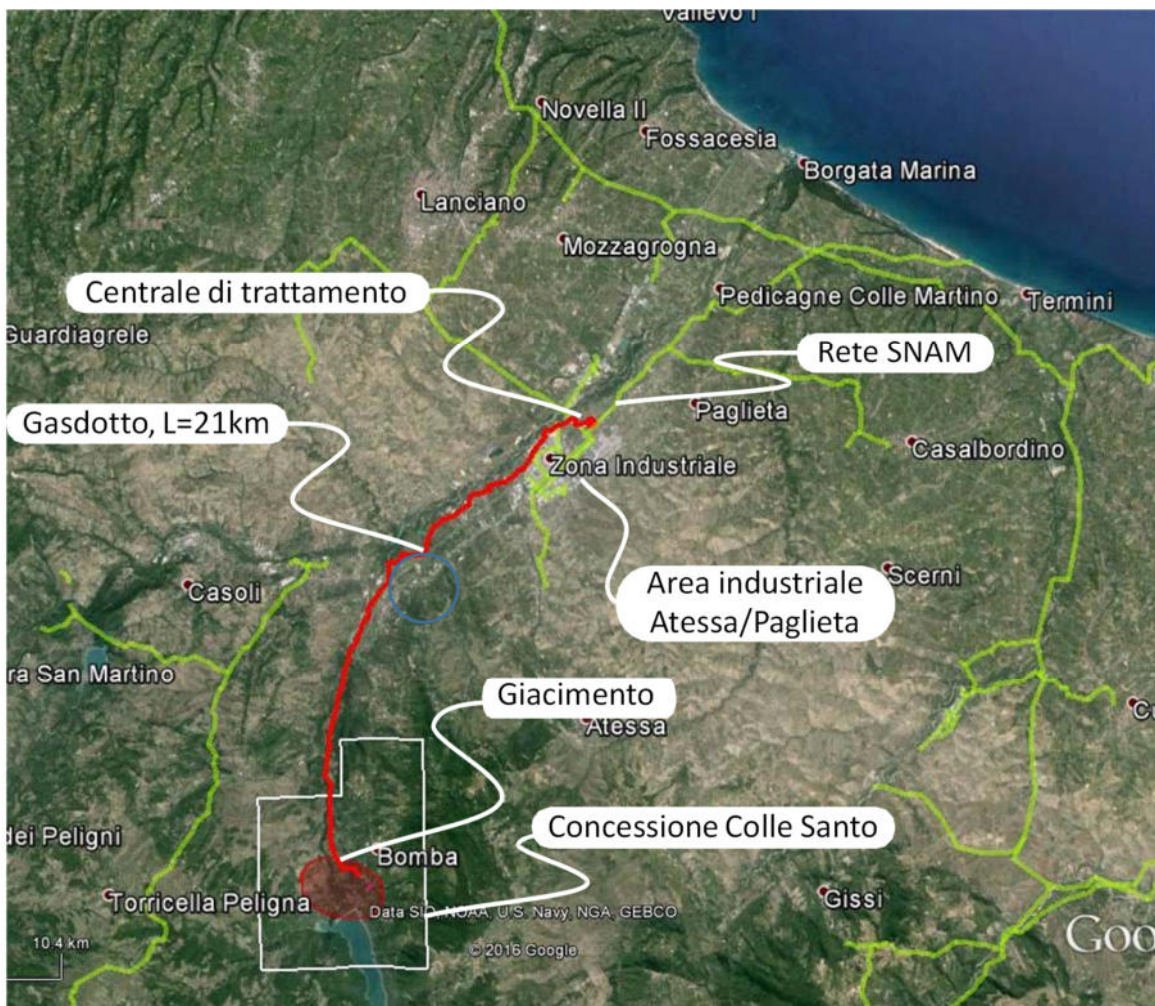 Vallevo I
Novella II
Fossacesia
Borgata Marina
Lanciano
Mozzagrogna
Centrale di trattamento
Pedicagne Colle Martino
Termini
Guardiagrele
Rete SNAM
Paglieta
Gasdotto, L=21km
Casalbordino
Zona Industriale
Scerni
Casoli
Area industriale
Atessa/Paglieta
ra San Martino
Giacimento
Atessa
Concessione Colle Santo
dei Peligni
Bomba
Torricella Peligna
Gissi
Data SIO, NOAA, U.S. Navy, NGA, GEBCO
10.4 km
© 2016 Google
Goo